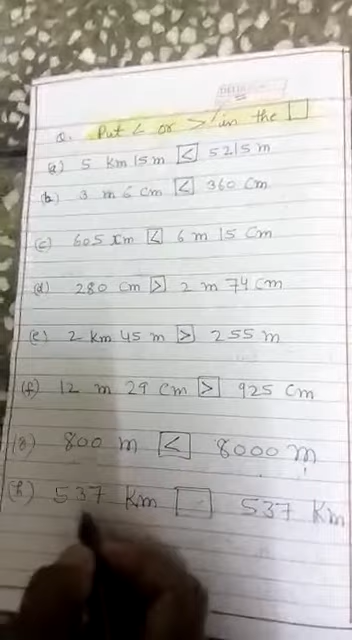 Q. Put < or > in the □
(a) 5 Km 15 m < 5215 m
(b) 3 m 6 Cm < 360 Cm
(c) 605 Cm < 6 m 15 Cm
(d) 280 Cm > 2 m 74 Cm
(e) 2 Km 45 m > 255 m
(f) 12 m 29 Cm > 925 Cm
(g) 800 m < 8000 m
(h) 537 Km □ 537 Km